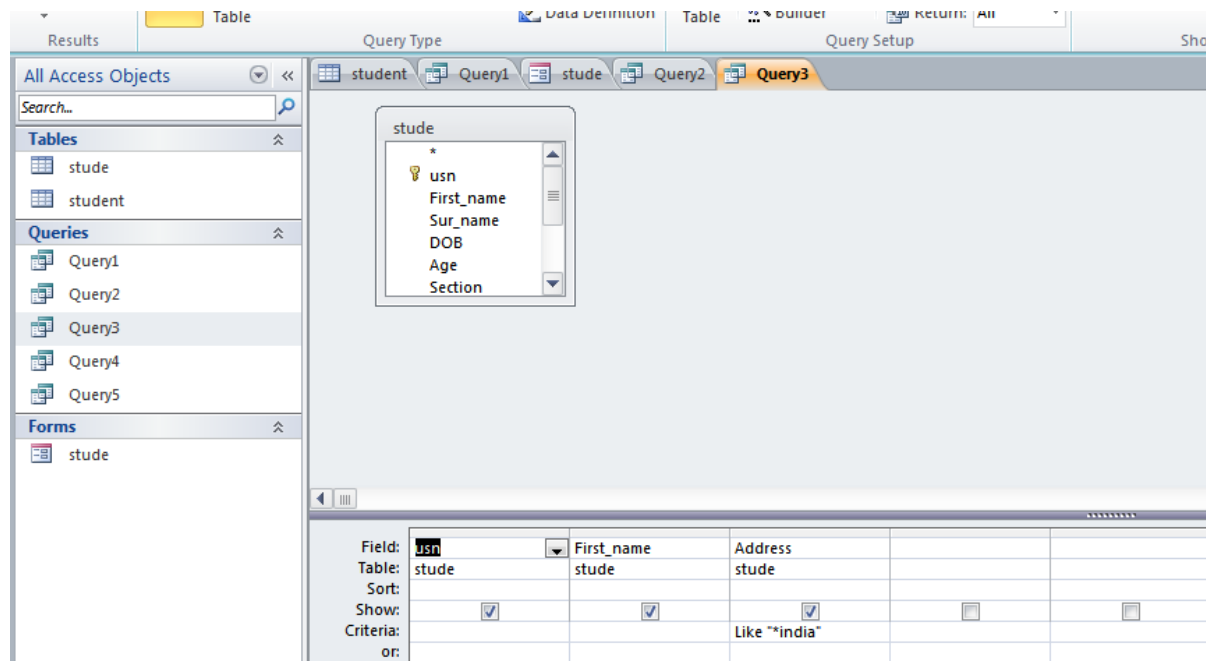 Table
Data Definition
Table
Builder
Return: All
Results
Query Type
Query Setup
Sho
All Access Objects
Search...
Tables
stude
student
Queries
Query1
Query2
Query3
Query4
Query5
Forms
stude
student
Query1
stude
Query2
Query3
stude
*
usn
First_name
Sur_name
DOB
Age
Section
Field: usn First_name Address
Table: stude stude stude
Sort:
Show:
Criteria: Like "*india"
or: